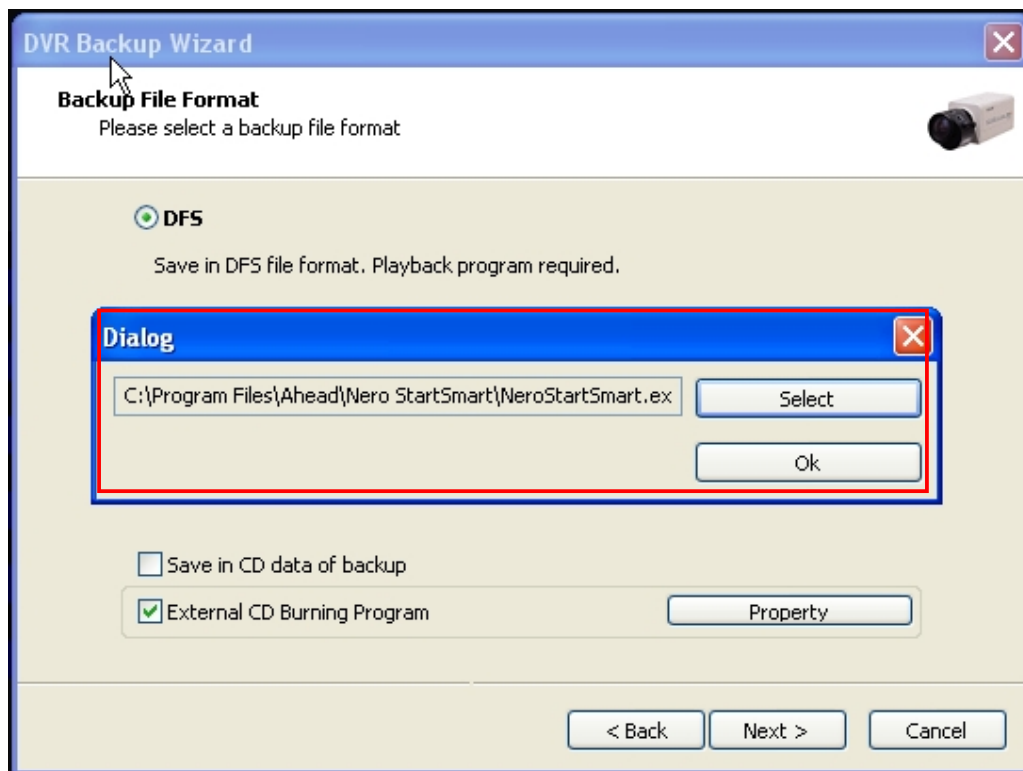 DVR Backup Wizard
Backup File Format
Please select a backup file format
DFS
Save in DFS file format. Playback program required.
Dialog
C:\Program Files\Ahead\Nero StartSmart\NeroStartSmart.ex
Select
Ok
Save in CD data of backup
External CD Burning Program
Property
< Back
Next >
Cancel